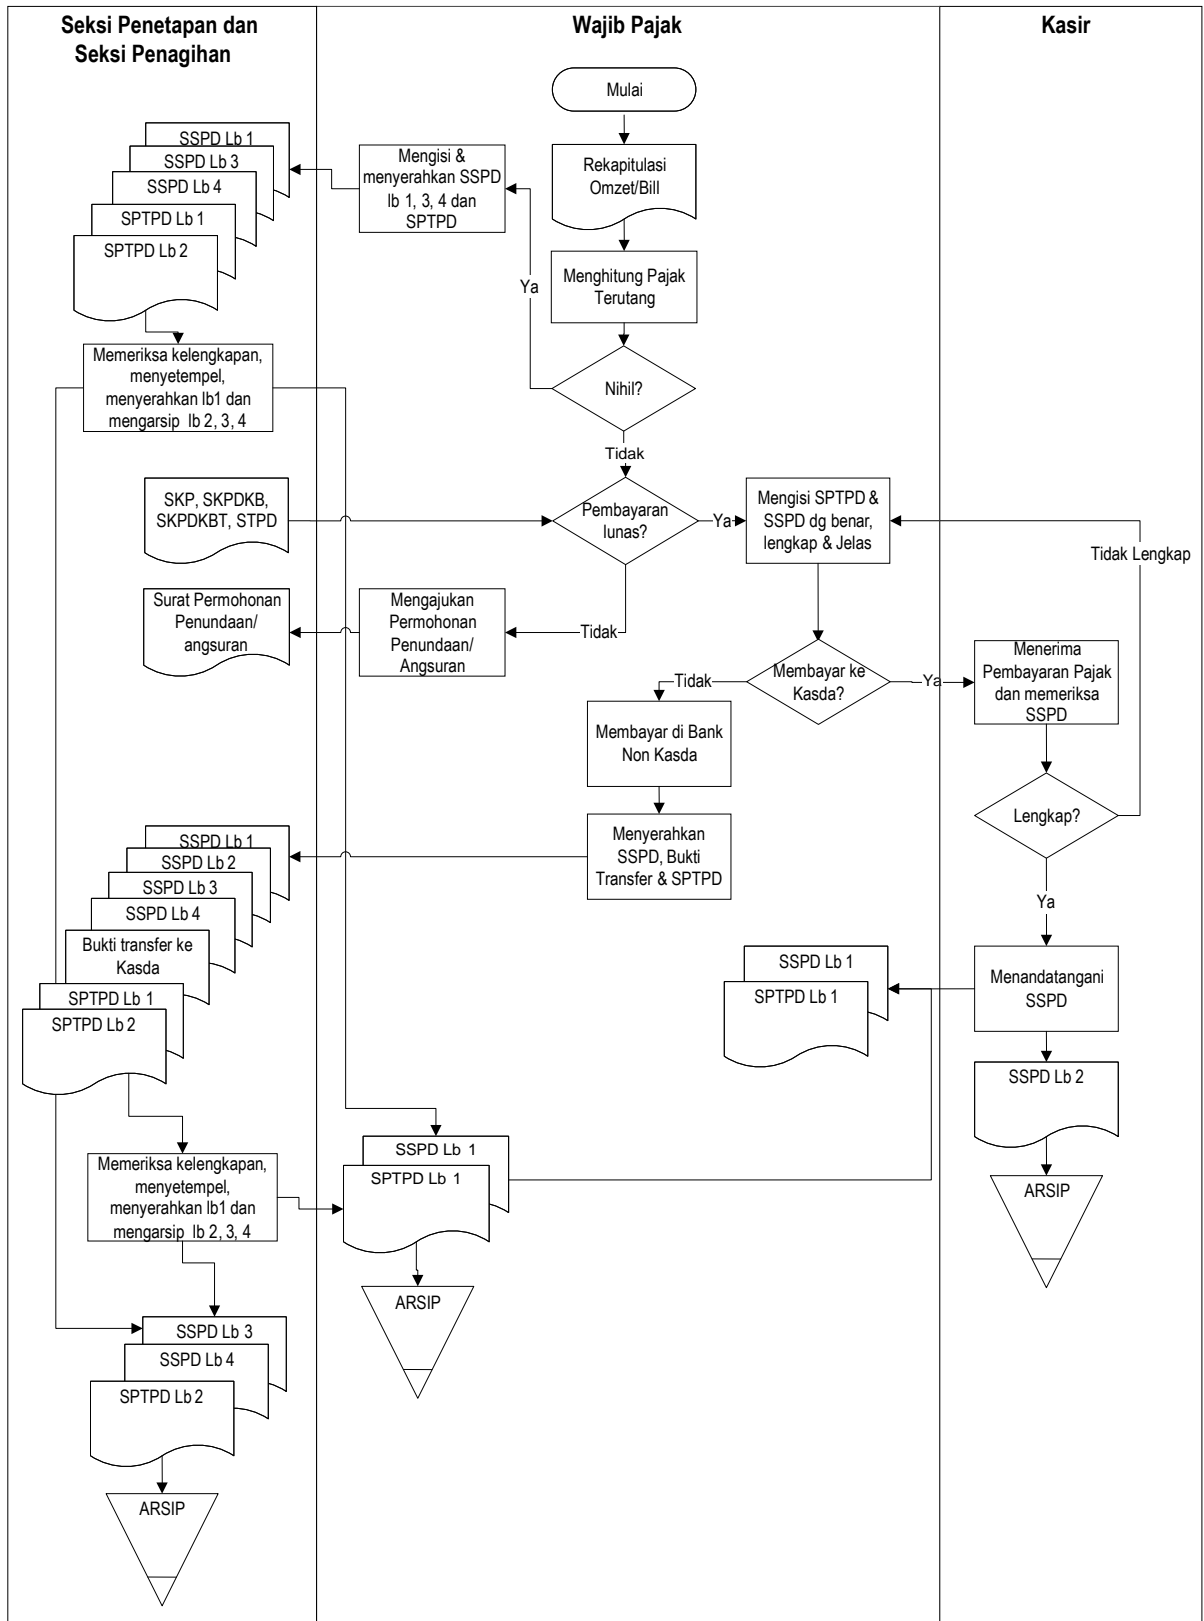 Seksi Penetapan dan
Seksi Penagihan
Wajib Pajak
Kasir
Mulai
Rekapitulasi
Omzet/Bill
Menghitung Pajak
Terutang
Nihil?
Ya
Mengisi &
menyerahkan SSPD
lb 1, 3, 4 dan
SPTPD
SSPD Lb 1
SSPD Lb 3
SSPD Lb 4
SPTPD Lb 1
SPTPD Lb 2
Memeriksa kelengkapan,
menyetempel,
menyerahkan lb1 dan
mengarsip lb 2, 3, 4
Tidak
SKP, SKPDKB,
SKPDKBT, STPD
Pembayaran
lunas?
Ya
Mengisi SPTPD &
SSPD dg benar,
lengkap & Jelas
Tidak Lengkap
Surat Permohonan
Penundaan/
angsuran
Mengajukan
Permohonan
Penundaan/
Angsuran
Tidak
Membayar ke
Kasda?
Tidak
Ya
Menerima
Pembayaran Pajak
dan memeriksa
SSPD
Membayar di Bank
Non Kasda
Lengkap?
Menyerahkan
SSPD, Bukti
Transfer & SPTPD
Ya
SSPD Lb 1
SSPD Lb 2
SSPD Lb 3
SSPD Lb 4
Bukti transfer ke
Kasda
SPTPD Lb 1
SPTPD Lb 2
SSPD Lb 1
SPTPD Lb 1
Menandatangani
SSPD
SSPD Lb 2
ARSIP
Memeriksa kelengkapan,
menyetempel,
menyerahkan lb1 dan
mengarsip lb 2, 3, 4
SSPD Lb 1
SPTPD Lb 1
ARSIP
SSPD Lb 3
SSPD Lb 4
SPTPD Lb 2
ARSIP